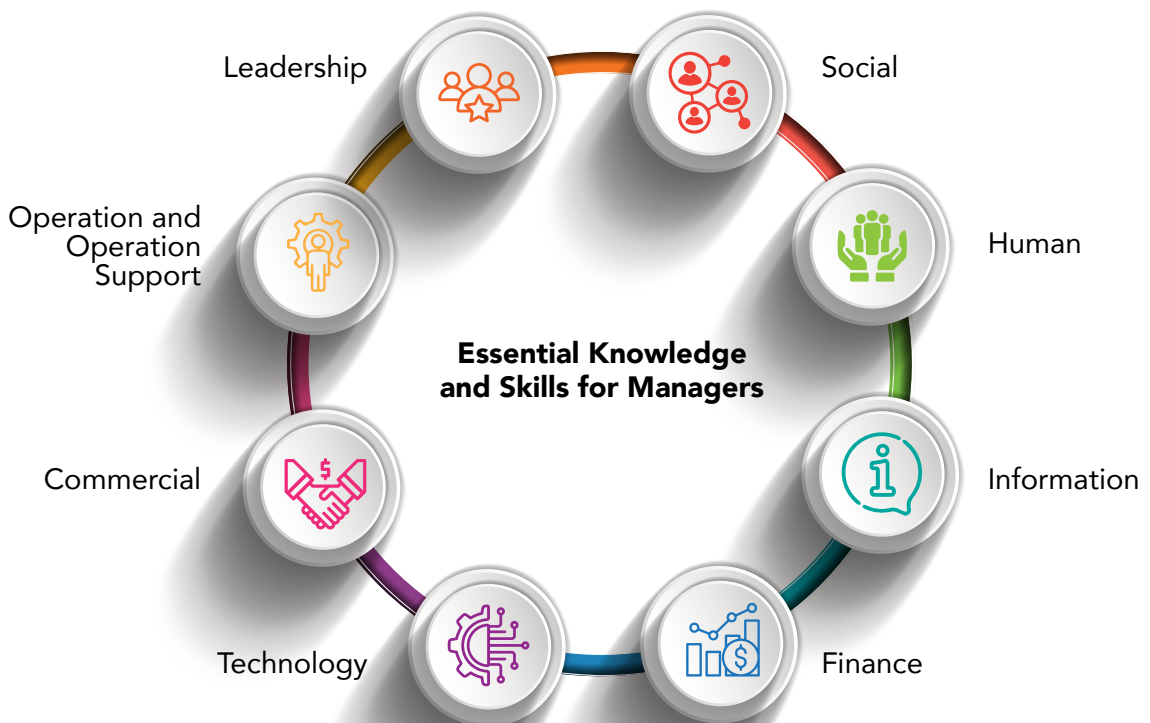 Leadership
Social
Operation and
Operation
Support
Human
Essential Knowledge
and Skills for Managers
Commercial
Information
Technology
Finance